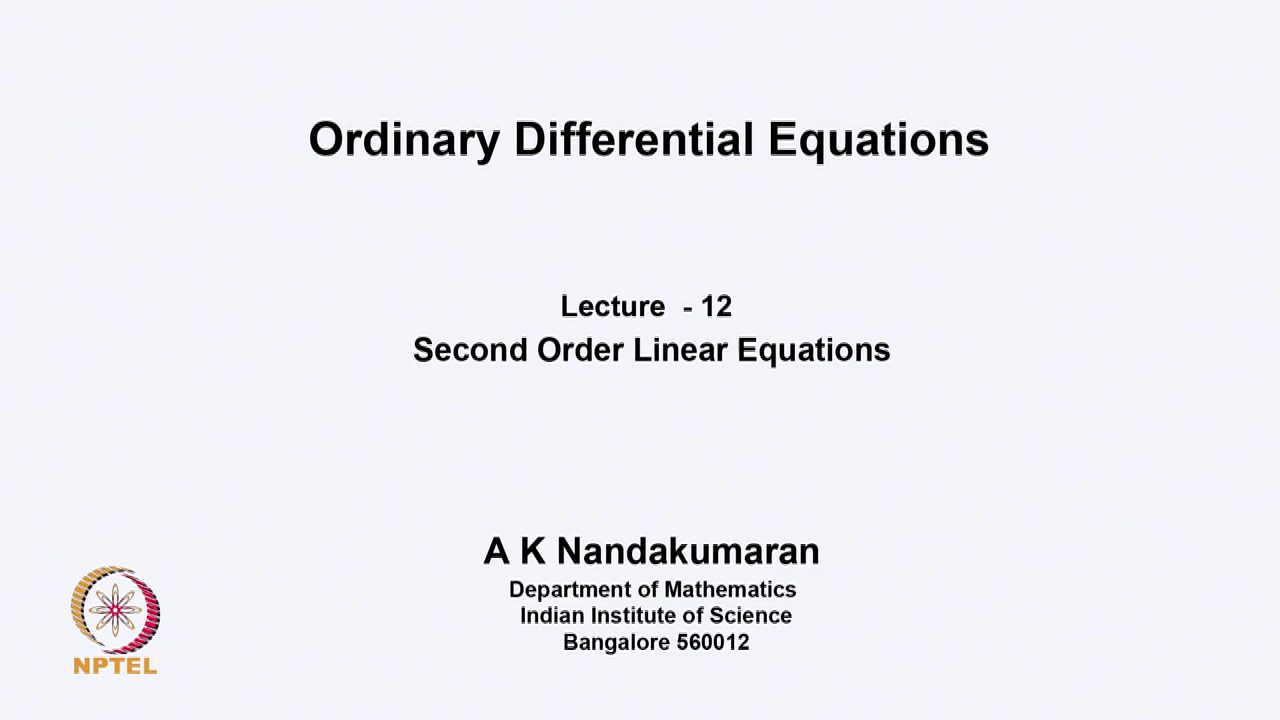 Ordinary Differential Equations
Lecture - 12
Second Order Linear Equations
A K Nandakumaran
Department of Mathematics
Indian Institute of Science
Bangalore 560012
NPTEL